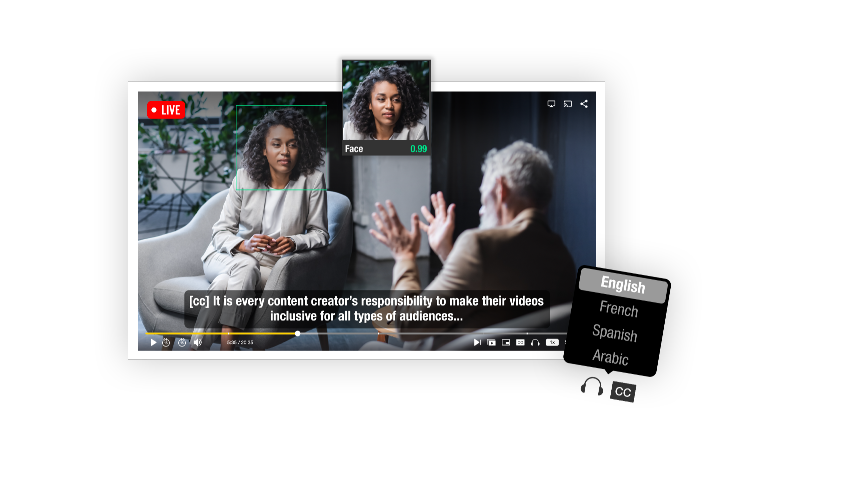 LIVE
Face 0.99
[cc] It is every content creator's responsibility to make their videos
inclusive for all types of audiences...
1x
English
French
Spanish
Arabic
CC